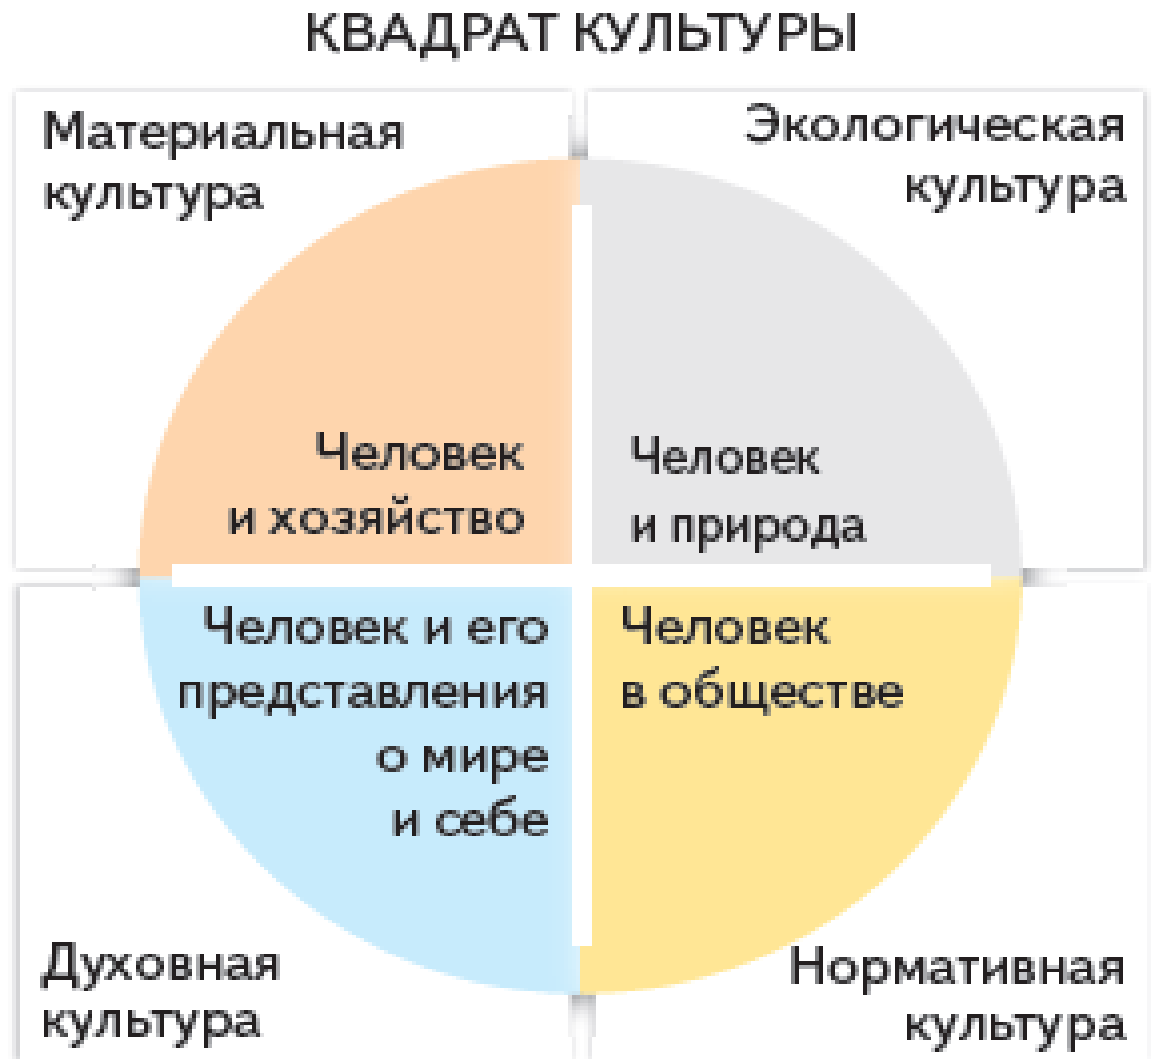 КВАДРАТ КУЛЬТУРЫ
Материальная
культура
Экологическая
культура
Человек
и хозяйство
Человек
и природа
Человек и его
представления
о мире
и себе
Человек
в обществе
Духовная
культура
Нормативная
культура